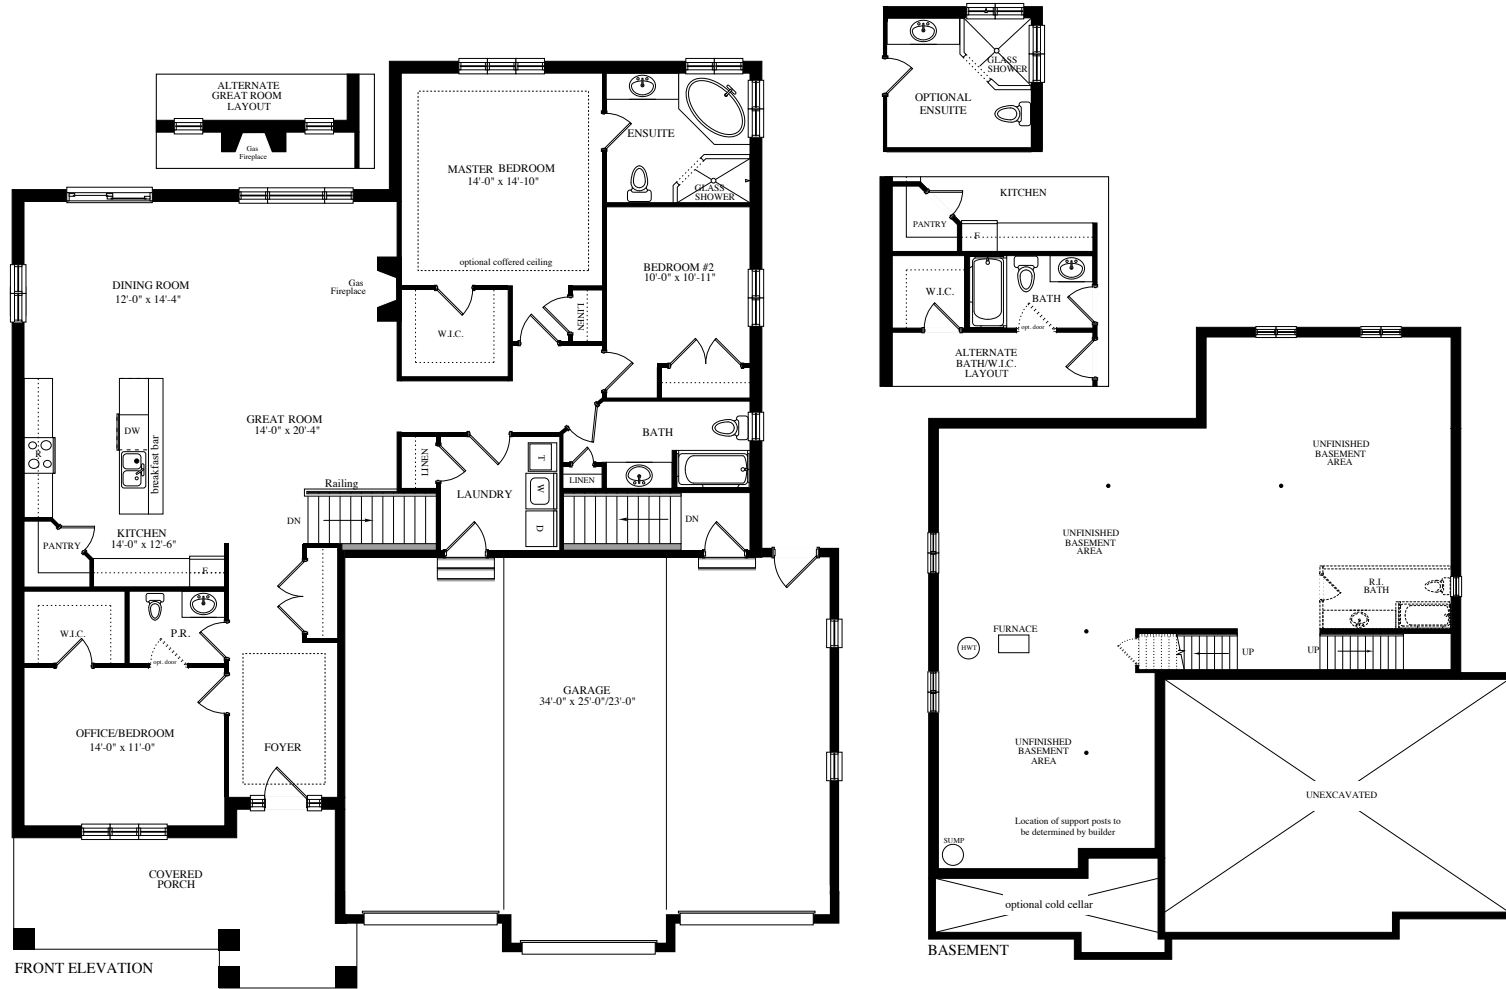 ALTERNATE
GREAT ROOM
LAYOUT
Gas
Fireplace
MASTER BEDROOM
14'-0" x 14'-10"
optional coffered ceiling
ENSUITE
GLASS
SHOWER
DINING ROOM
12'-0" x 14'-4"
Gas
Fireplace
W.I.C.
LINEN
BEDROOM #2
10'-0" x 10'-11"
GREAT ROOM
14'-0" x 20'-4"
DW
R
breakfast bar
BATH
LINEN
LINEN
LAUNDRY
T
W
D
Railing
DN
DN
KITCHEN
14'-0" x 12'-6"
PANTRY
F
W.I.C.
P.R.
opt. door
OFFICE/BEDROOM
14'-0" x 11'-0"
FOYER
GARAGE
34'-0" x 25'-0"/23'-0"
COVERED
PORCH
FRONT ELEVATION
GLASS
SHOWER
OPTIONAL
ENSUITE
KITCHEN
PANTRY
F
W.I.C.
BATH
opt. door
ALTERNATE
BATH/W.I.C.
LAYOUT
UNFINISHED
BASEMENT
AREA
UNFINISHED
BASEMENT
AREA
R.I.
BATH
FURNACE
HWT
UP
UP
UNFINISHED
BASEMENT
AREA
UNEXCAVATED
Location of support posts to
be determined by builder
SUMP
optional cold cellar
BASEMENT